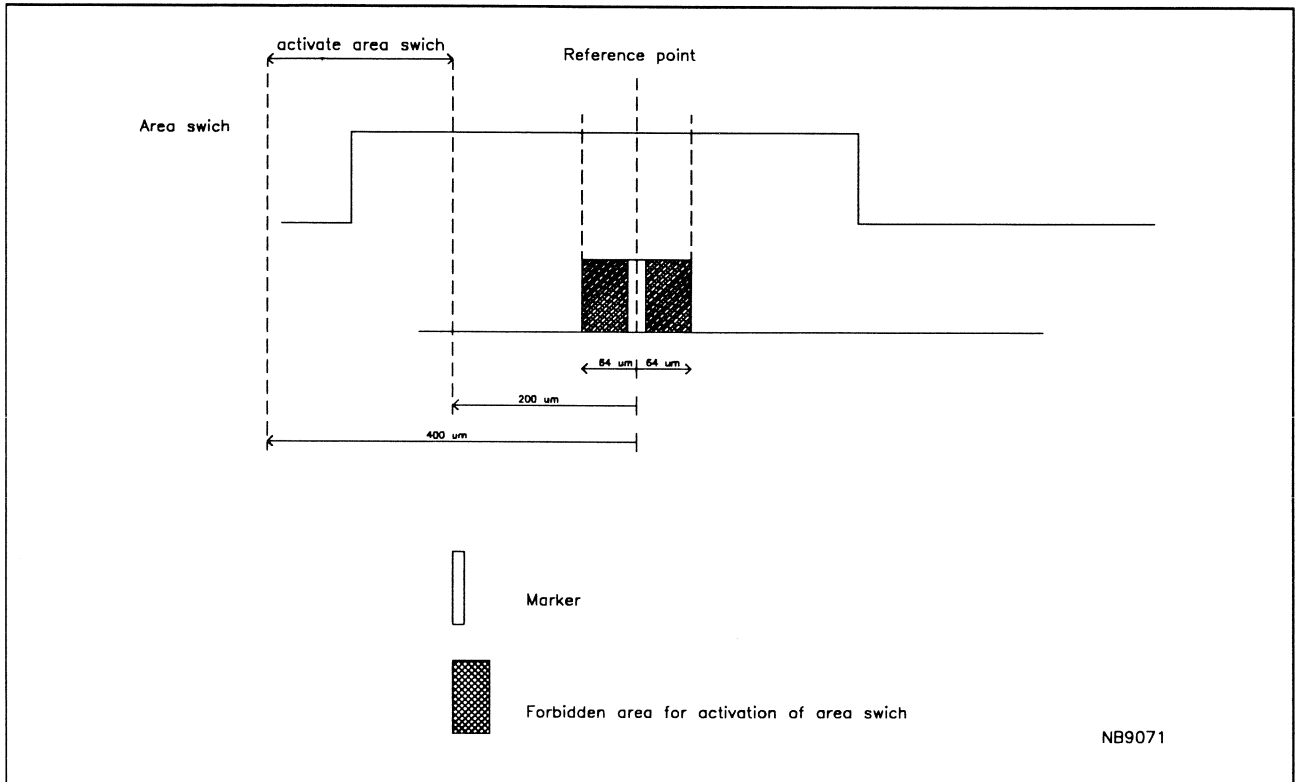 activate area swich
Reference point
Area swich
64 um 64 um
200 um
400 um
Marker
Forbidden area for activation of area swich
NB9071